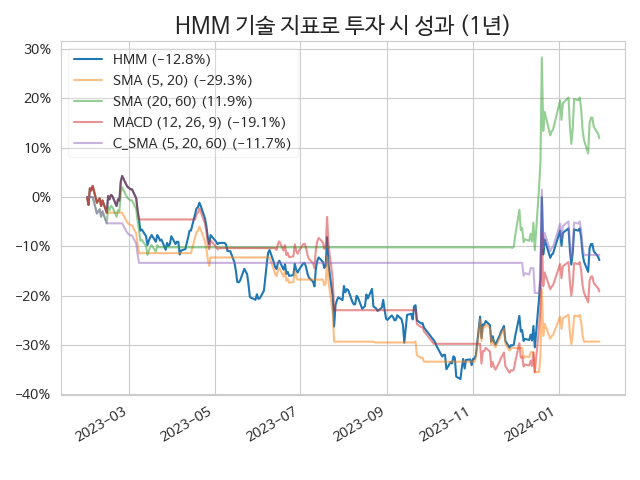 HMM 기술 지표로 투자 시 성과 (1년)
30%
20%
10%
0%
−10%
−20%
−30%
−40%
HMM (−12.8%)
SMA (5, 20) (−29.3%)
SMA (20, 60) (11.9%)
MACD (12, 26, 9) (−19.1%)
C_SMA (5, 20, 60) (−11.7%)
2023−03
2023−05
2023−07
2023−09
2023−11
2024−01